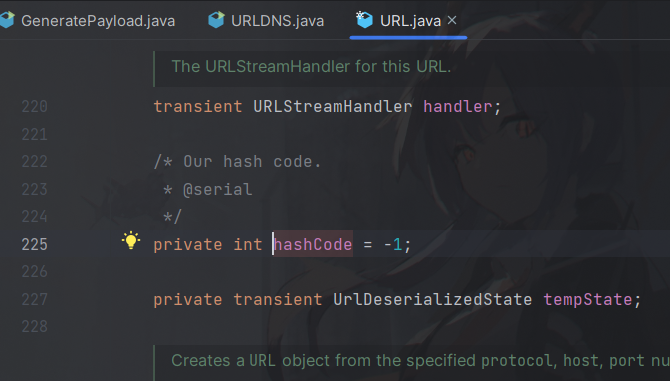 GeneratePayload.java URLDNS.java URL.java
The URLStreamHandler for this URL.
220 transient URLStreamHandler handler;
221
222 /* Our hash code.
223 * @serial
224 */
225 private int hashCode = -1;
226
227 private transient UrlDeserializedState tempState;
228
Creates a URL object from the specified protocol, host, port nu